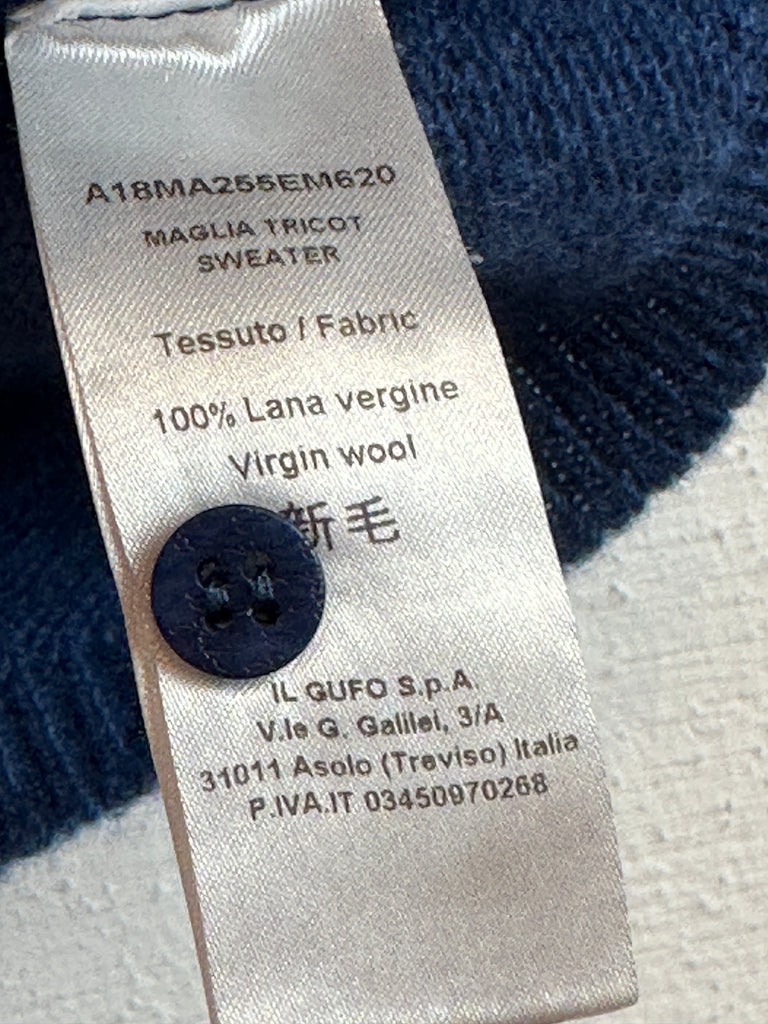 A18MA255EM620
MAGLIA TRICOT
SWEATER
Tessuto / Fabric
100% Lana vergine
Virgin wool
新毛
IL GUFO S.p.A.
V.le G. Galilei, 3/A
31011 Asolo (Treviso) Italia
P.IVA.IT 03450970268